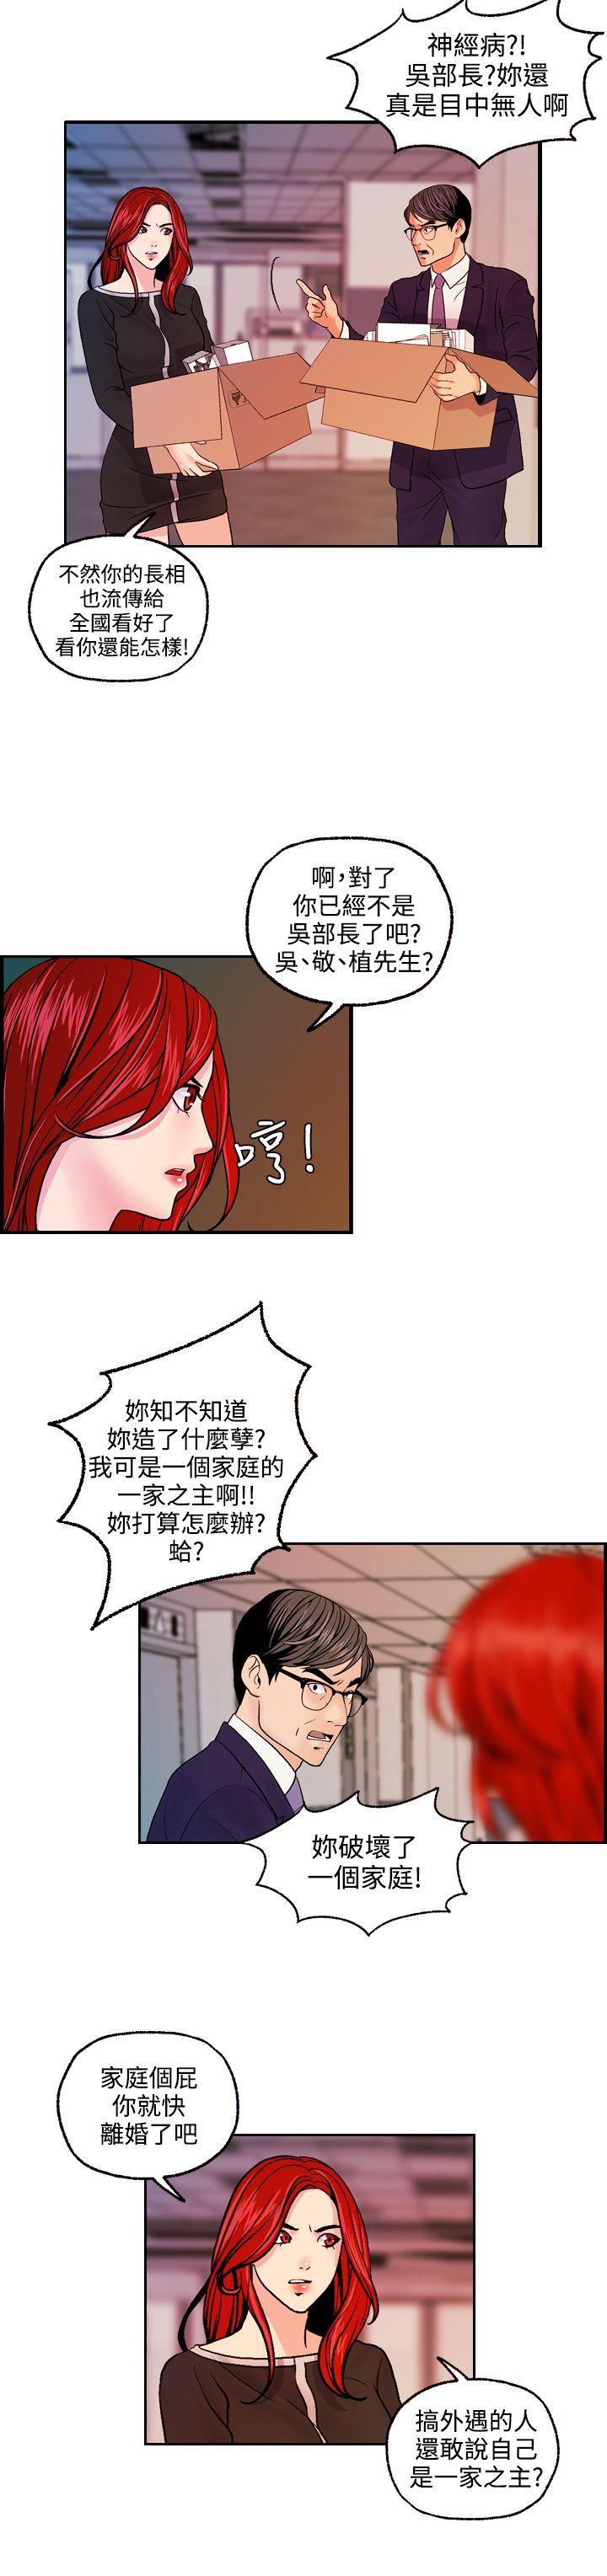 神經病?!
吳部長?妳還
真是目中無人啊
不然你的長相
也流傳給
全國看好了
看你還能怎樣!
啊,對了
你已經不是
吳部長了吧?
吳、敬、植先生?
哼!
妳知不知道
妳造了什麼孽?
我可是一個家庭的
一家之主啊!!
妳打算怎麼辦?
蛤?
妳破壞了
一個家庭!
家庭個屁
你就快
離婚了吧
搞外遇的人
還敢說自己
是一家之主?